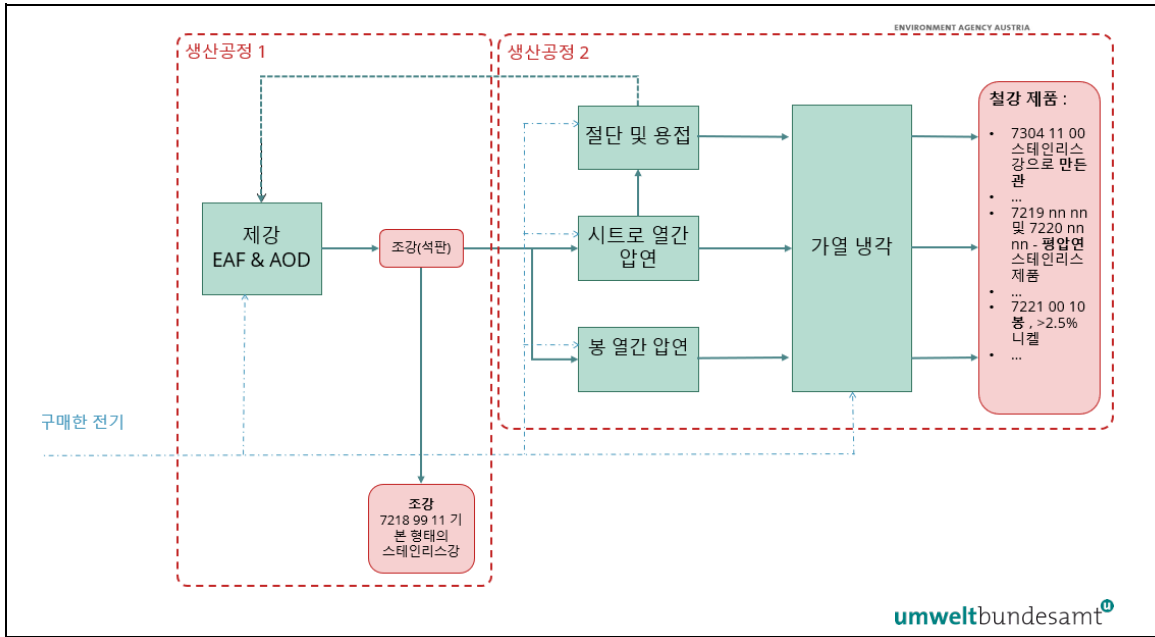 ENVIRONMENT AGENCY AUSTRIA
생산공정 1
생산공정 2
절단 및 용접
제강
EAF & AOD
조강(석판)
시트로 열간
압연
봉 열간 압연
가열 냉각
철강 제품 :
• 7304 11 00
스테인리스
강으로 만든
관
• ...
• 7219 nn nn
및 7220 nn
nn - 평압연
스테인리스
제품
• ...
• 7221 00 10
봉 , >2.5%
니켈
• ...
구매한 전기
조강
7218 99 11 기
본 형태의
스테인리스강
umweltbundesamt
u